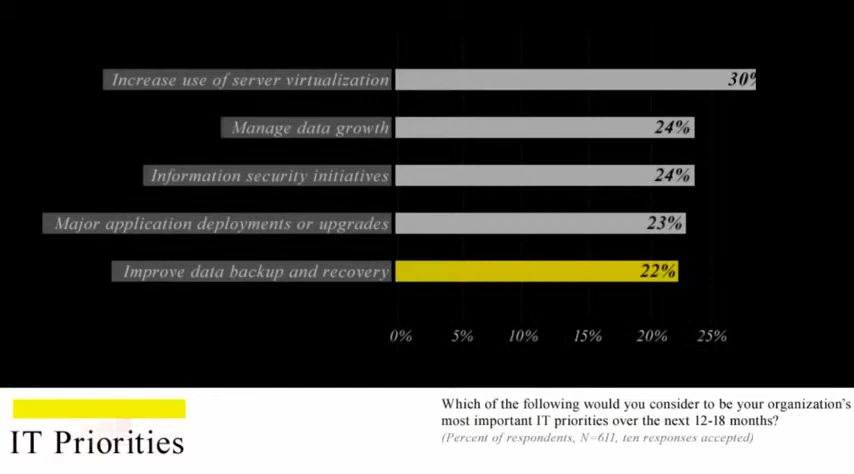 Increase use of server virtualization 30%
Manage data growth 24%
Information security initiatives 24%
Major application deployments or upgrades 23%
Improve data backup and recovery 22%
0% 5% 10% 15% 20% 25%
IT Priorities
Which of the following would you consider to be your organization's
most important IT priorities over the next 12-18 months?
(Percent of respondents, N=611, ten responses accepted)